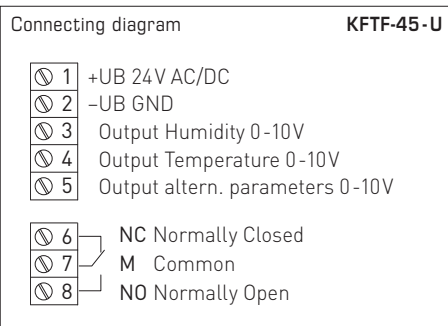 Connecting diagram KFTF-45-U
1 +UB 24V AC/DC
2 –UB GND
3 Output Humidity 0-10V
4 Output Temperature 0-10V
5 Output altern. parameters 0-10V
6 NC Normally Closed
7 M Common
8 NO Normally Open